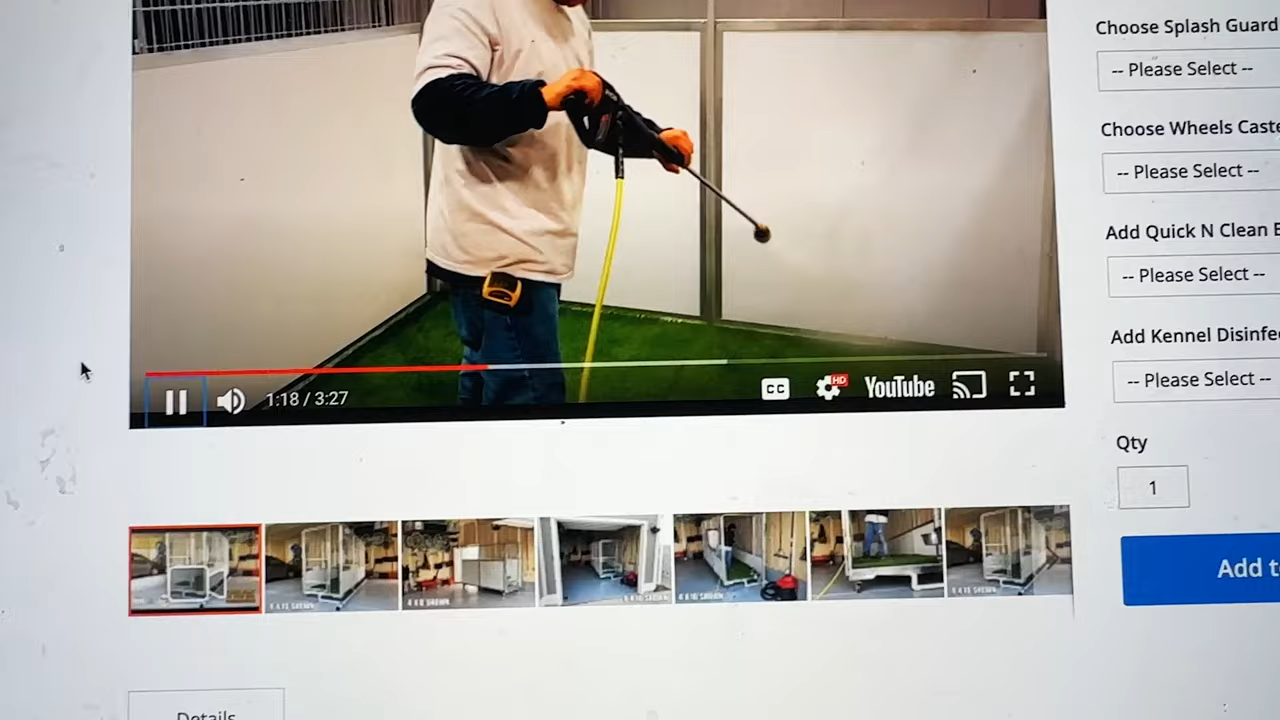 Choose Splash Guard
-- Please Select --
Choose Wheels Caste
-- Please Select --
Add Quick N Clean E
-- Please Select --
Add Kennel Disinfe
-- Please Select --
1:18 / 3:27
CC
HD
YouTube
Qty
1
Add t
Details